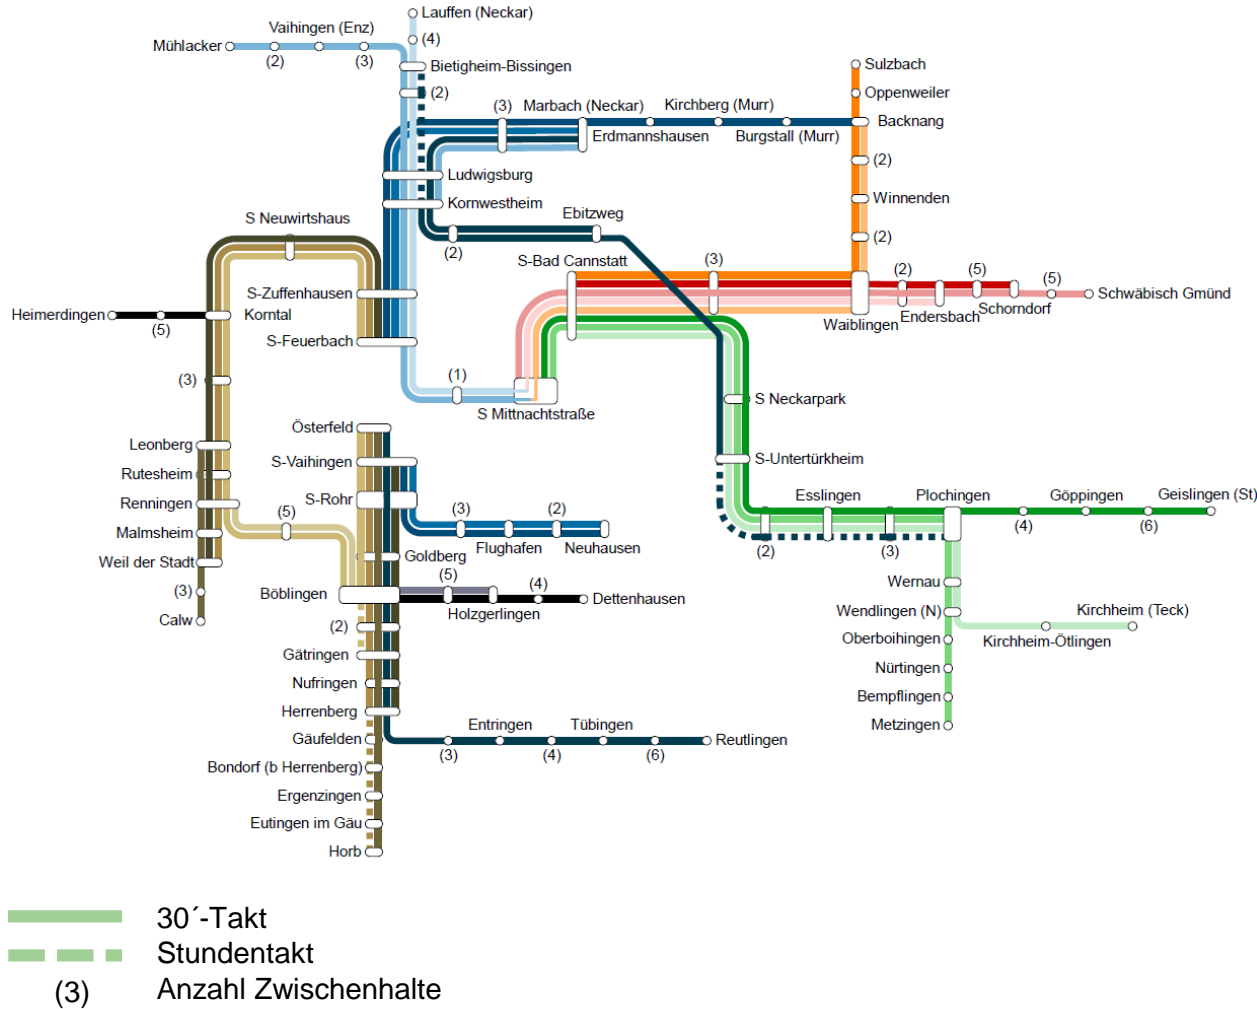 Lauffen (Neckar)
Vaihingen (Enz)
Mühlacker
(4)
(2)
(3)
Bietigheim-Bissingen
(2)
Sulzbach
Oppenweiler
(3)
Marbach (Neckar)
Kirchberg (Murr)
Erdmannshausen
Burgstall (Murr)
Backnang
(2)
Ludwigsburg
Winnenden
Kornwestheim
S Neuwirtshaus
Ebitzweg
(2)
(2)
S-Bad Cannstatt
(3)
(2)
(5)
(5)
S-Zuffenhausen
Schwäbisch Gmünd
Heimerdingen
(5)
Korntal
Endersbach
Schorndorf
Waiblingen
S-Feuerbach
(3)
(1)
S Mittnachtstraße
S Neckarpark
Österfeld
Leonberg
S-Vaihingen
S-Untertürkheim
Rutesheim
Renningen
S-Rohr
(5)
Malmsheim
(3)
(2)
Flughafen
Neuhausen
Esslingen
Plochingen
Göppingen
Geislingen (St)
(4)
(6)
(2)
(3)
Weil der Stadt
Goldberg
(3)
Calw
Böblingen
(5)
(4)
Holzgerlingen
Dettenhausen
Wernau
Wendlingen (N)
Kirchheim (Teck)
Kirchheim-Ötlingen
(2)
Gätringen
Oberboihingen
Nufringen
Nürtingen
Herrenberg
Bempflingen
Gäufelden
Entringen
Tübingen
Metzingen
Reutlingen
(3)
(4)
(6)
Bondorf (b Herrenberg)
Ergenzingen
Eutingen im Gäu
Horb
30´-Takt
Stundentakt
(3)
Anzahl Zwischenhalte